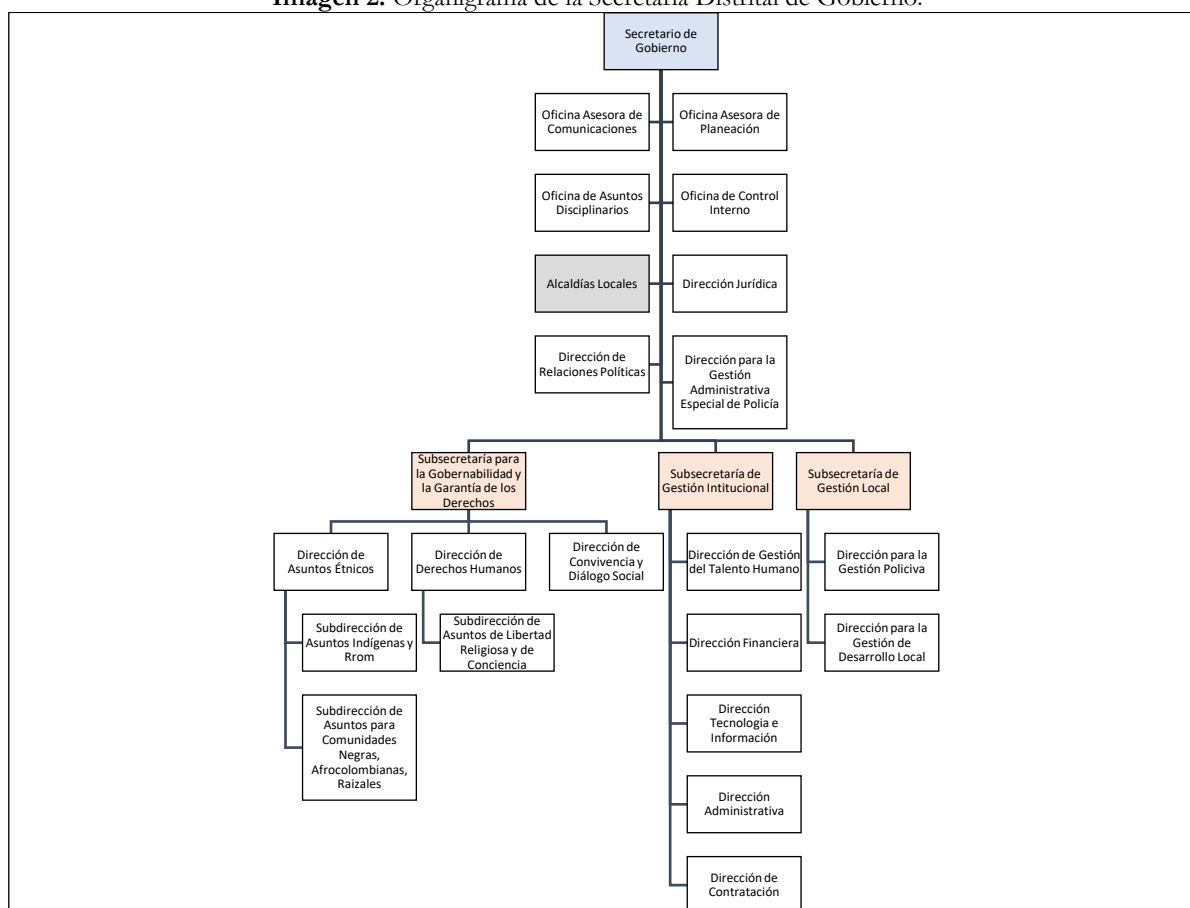 Imagen 2. Organigrama de la Secretaría Distrital de Gobierno.
Secretario de
Gobierno
Oficina Asesora de
Comunicaciones
Oficina Asesora de
Planeación
Oficina de Asuntos
Disciplinarios
Oficina de Control
Interno
Alcaldías Locales
Dirección Jurídica
Dirección de
Relaciones Políticas
Dirección para la
Gestión
Administrativa
Especial de Policía
Subsecretaría para
la Gobernabilidad y
la Garantía de los
Derechos
Subsecretaría de
Gestión Intitucional
Subsecretaría de
Gestión Local
Dirección de
Asuntos Étnicos
Dirección de
Derechos Humanos
Dirección de
Convivencia y
Diálogo Social
Dirección de Gestión
del Talento Humano
Dirección para la
Gestión Policiva
Subdirección de
Asuntos Indígenas y
Rrom
Subdirección de
Asuntos de Libertad
Religiosa y de
Conciencia
Dirección Financiera
Dirección para la
Gestión de
Desarrollo Local
Subdirección de
Asuntos para
Comunidades
Negras,
Afrocolombianas,
Raizales
Dirección
Tecnologia e
Información
Dirección
Administrativa
Dirección de
Contratación